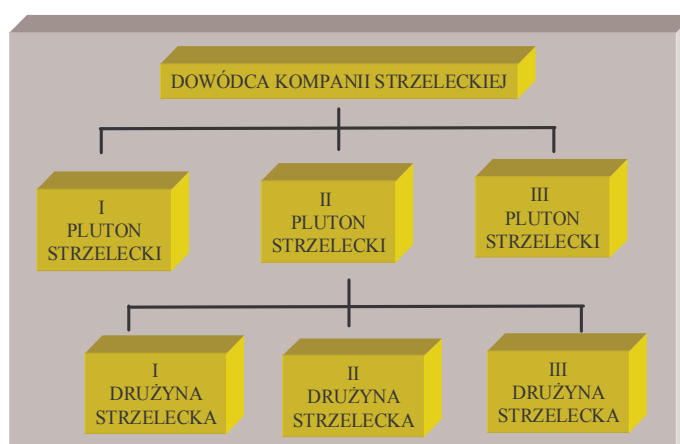 DOWÓDCA KOMPANII STRZELECKIEJ
I
PLUTON
STRZELECKI
II
PLUTON
STRZELECKI
III
PLUTON
STRZELECKI
I
DRUŻYNA
STRZELECKA
II
DRUŻYNA
STRZELECKA
III
DRUŻYNA
STRZELECKA